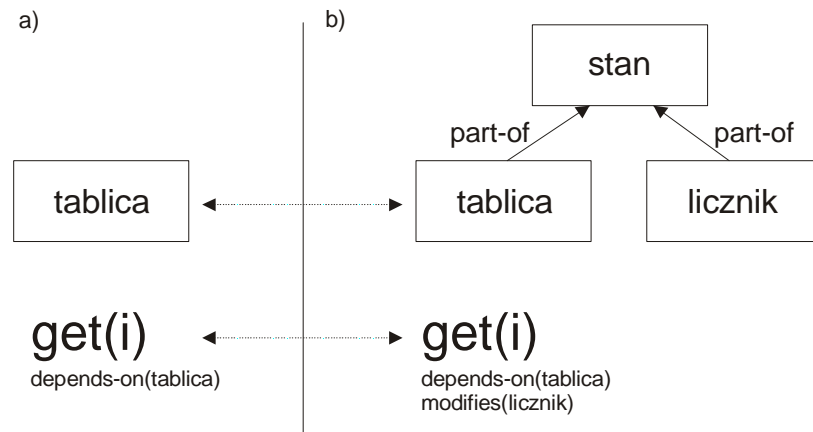 a)
tablica
get(i)
depends-on(tablica)
b)
stan
part-of
part-of
tablica
licznik
get(i)
depends-on(tablica)
modifies(licznik)